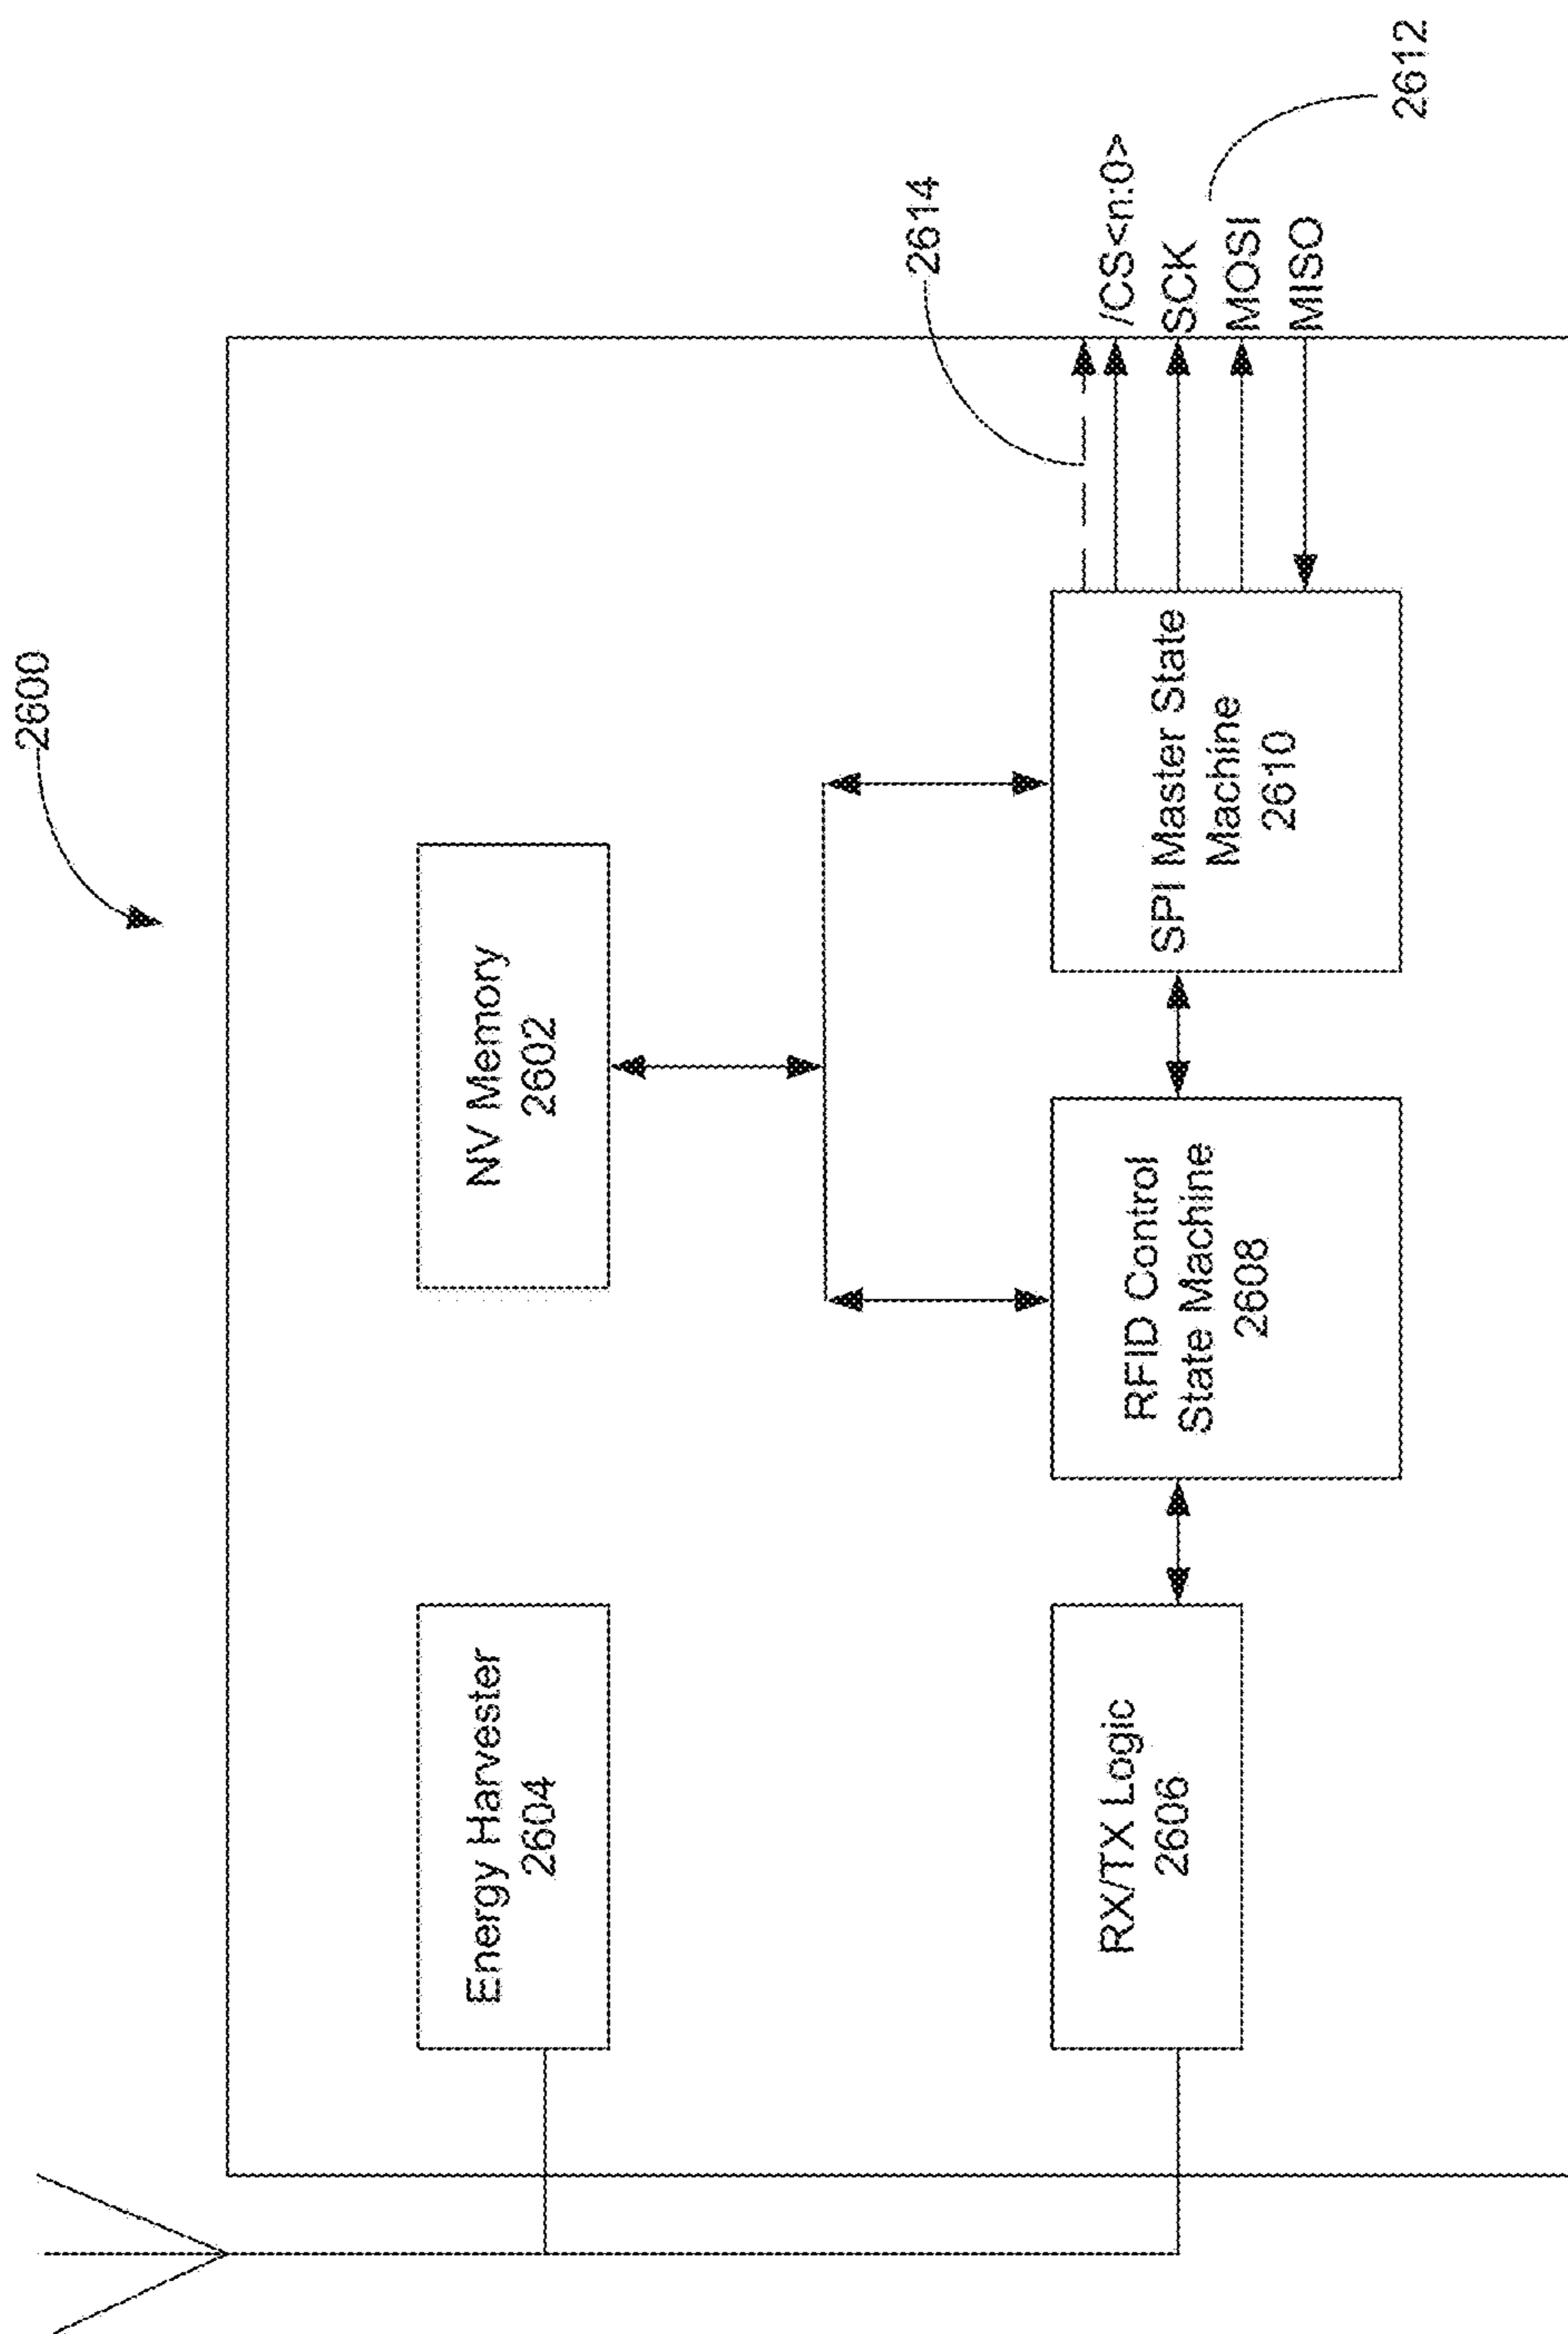 2600
NV Memory
2602
Energy Harvester
2604
RX/TX Logic
2606
RFID Control
State Machine
2608
SPI Master State
Machine
2610
2614
/CS<n:0>
SCK
MOSI
MISO
2612